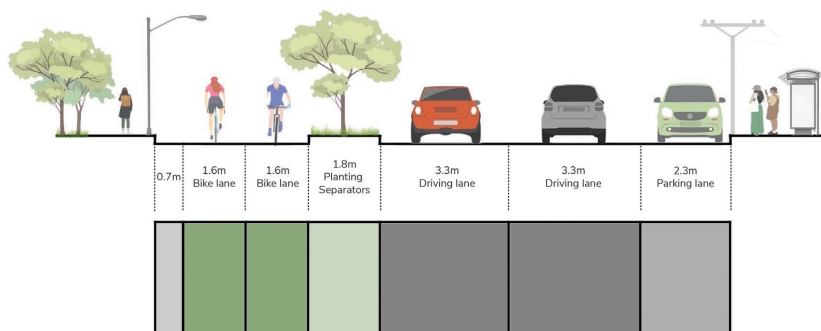 0.7m
1.6m
Bike lane
1.6m
Bike lane
1.8m
Planting
Separators
3.3m
Driving lane
3.3m
Driving lane
2.3m
Parking lane